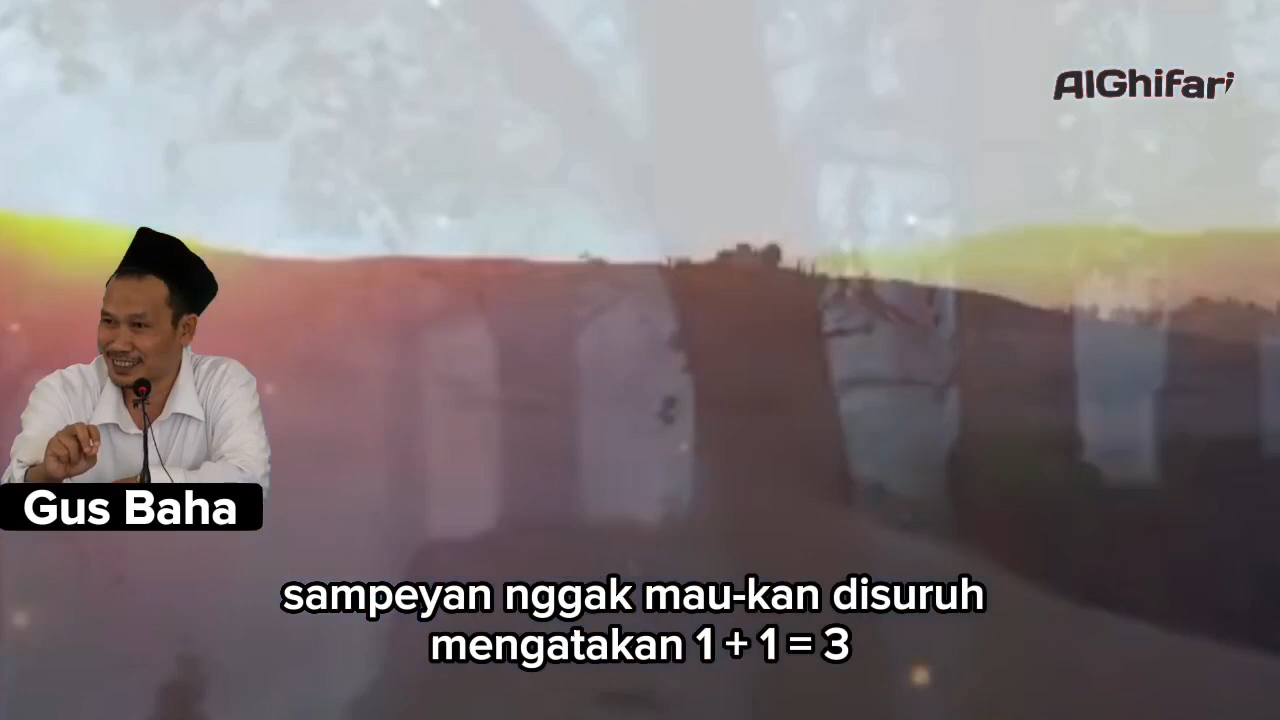 AlGhifari
Gus Baha
sampeyan nggak mau-kan disuruh
mengatakan 1 + 1 = 3